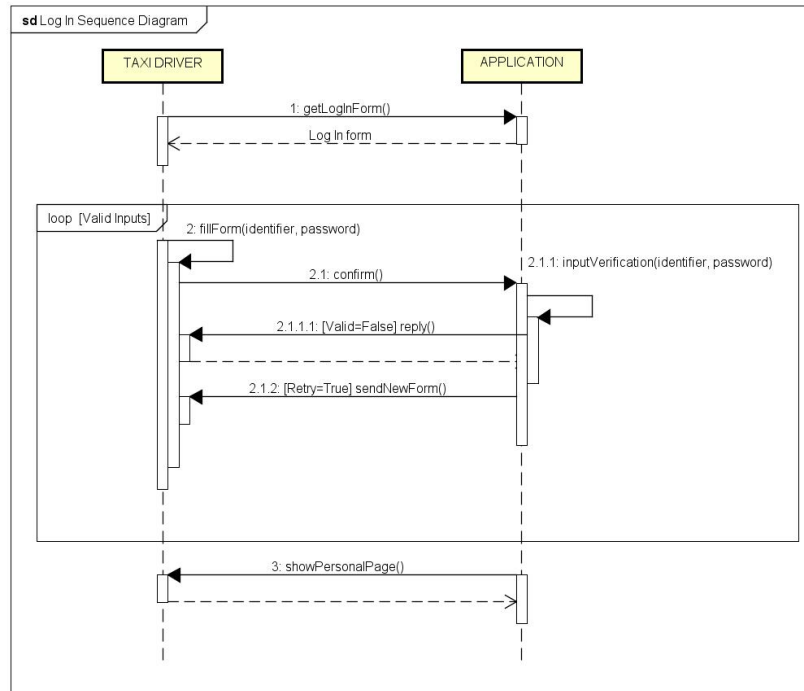 sd Log In Sequence Diagram
TAXI DRIVER
APPLICATION
1: getLogInForm()
Log In form
loop [Valid Inputs]
2: fillForm(identifier, password)
2.1.1: inputVerification(identifier, password)
2.1: confirm()
2.1.1.1: [Valid=False] reply()
2.1.2: [Retry=True] sendNewForm()
3: showPersonalPage()